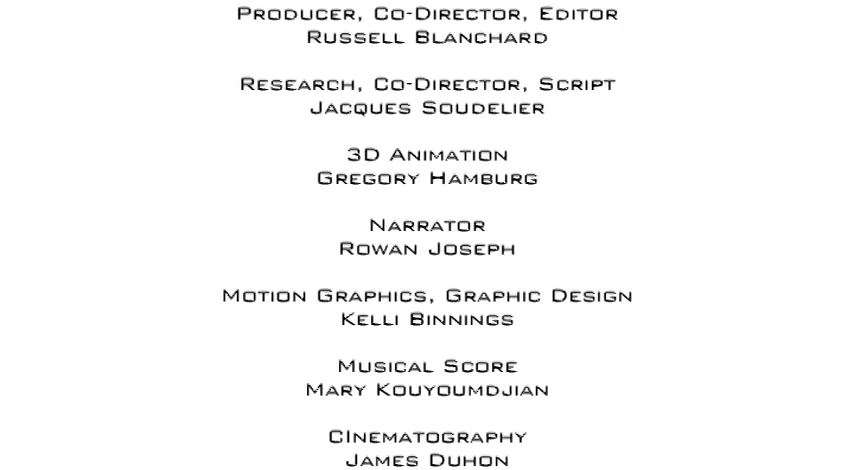 Producer, Co-Director, Editor
Russell Blanchard
Research, Co-Director, Script
Jacques Soudelier
3D Animation
Gregory Hamburg
Narrator
Rowan Joseph
Motion Graphics, Graphic Design
Kelli Binnings
Musical Score
Mary Kouyoumdjian
CInematography
James Duhon